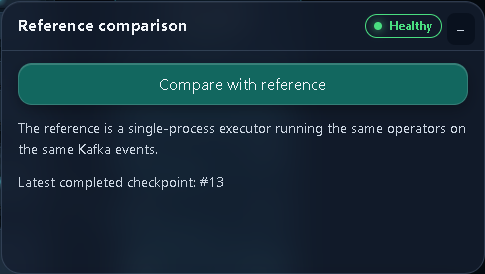 Reference comparison
Healthy
Compare with reference
The reference is a single-process executor running the same operators on
the same Kafka events.
Latest completed checkpoint: #13